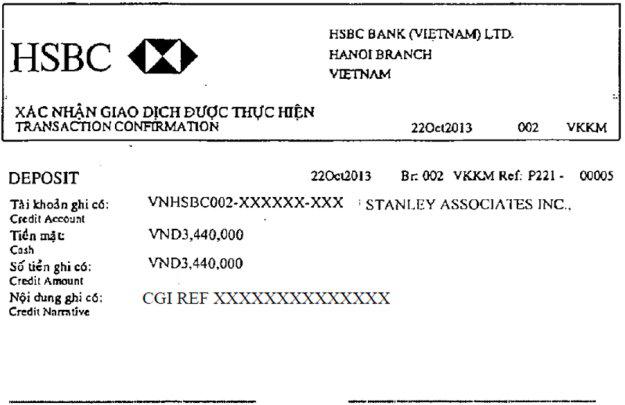 HSBC
HSBC BANK (VIETNAM) LTD.
HANOI BRANCH
VIETNAM
XÁC NHẬN GIAO DỊCH ĐƯỢC THỰC HIỆN
TRANSACTION CONFIRMATION 22Oct2013 002 VKKM
DEPOSIT 22Oct2013 Br: 002 VKKM Ref: P221 - 00005
Tài khoản ghi có: VNHSBC002-XXXXXX-XXX STANLEY ASSOCIATES INC.,
Credit Account
Tiền mặt: VND3,440,000
Cash
Số tiền ghi có: VND3,440,000
Credit Amount
Nội dung ghi có: CGI REF XXXXXXXXXXXXXX
Credit Narrative